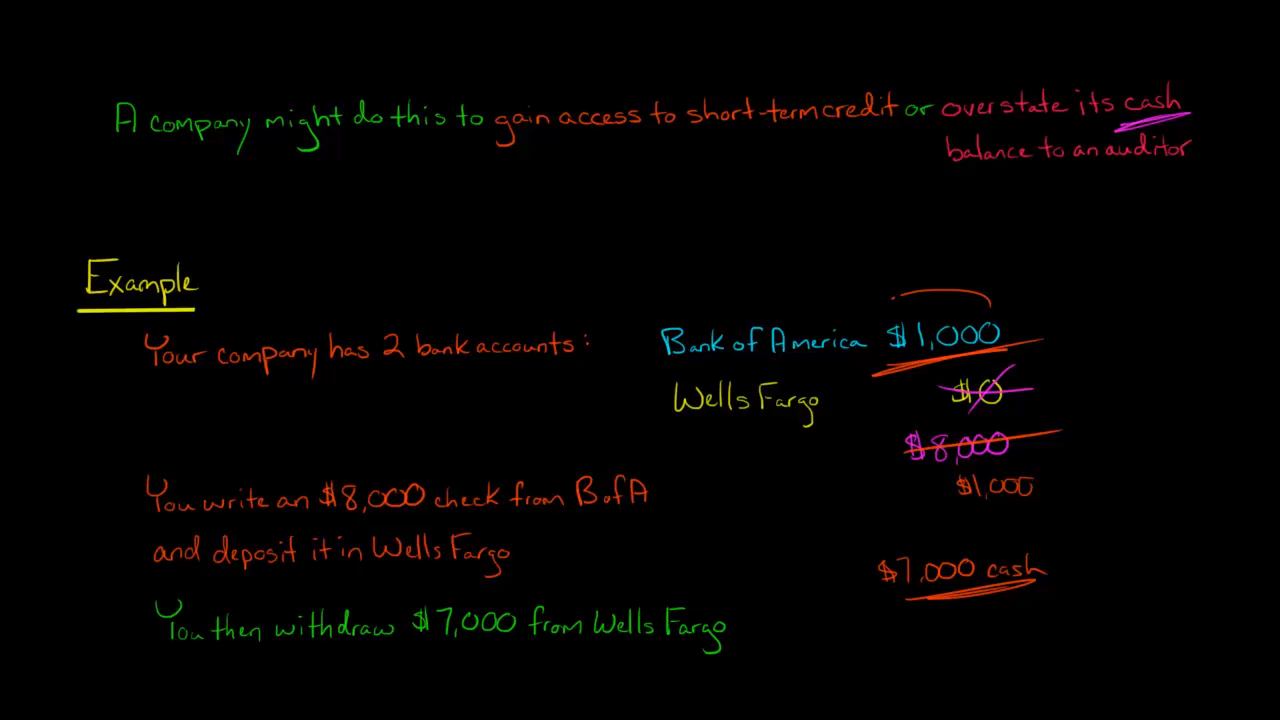 A company might do this to gain access to short-term credit or overstate its cash
balance to an auditor
Example
Your company has 2 bank accounts:
Bank of America $1,000
Wells Fargo $0
$8,000
$1,000
You write an $8,000 check from B of A
and deposit it in Wells Fargo
$7,000 cash
You then withdraw $7,000 from Wells Fargo